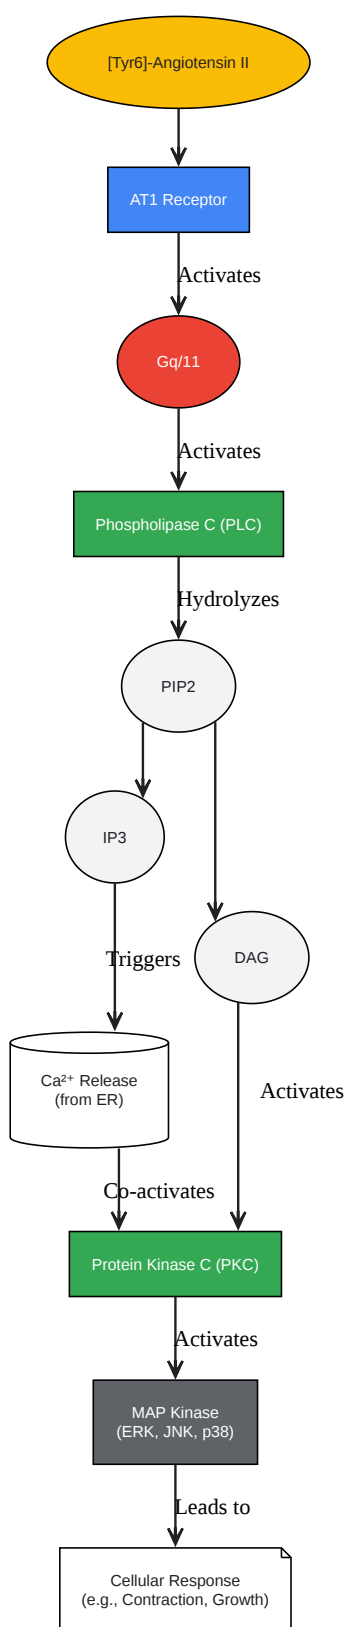 [Tyr6]-Angiotensin II
AT1 Receptor
Activates
Gq/11
Activates
Phospholipase C (PLC)
Hydrolyzes
PIP2
IP3
DAG
Triggers
Ca²⁺ Release
(from ER)
Activates
Co-activates
Protein Kinase C (PKC)
Activates
MAP Kinase
(ERK, JNK, p38)
Leads to
Cellular Response
(e.g., Contraction, Growth)